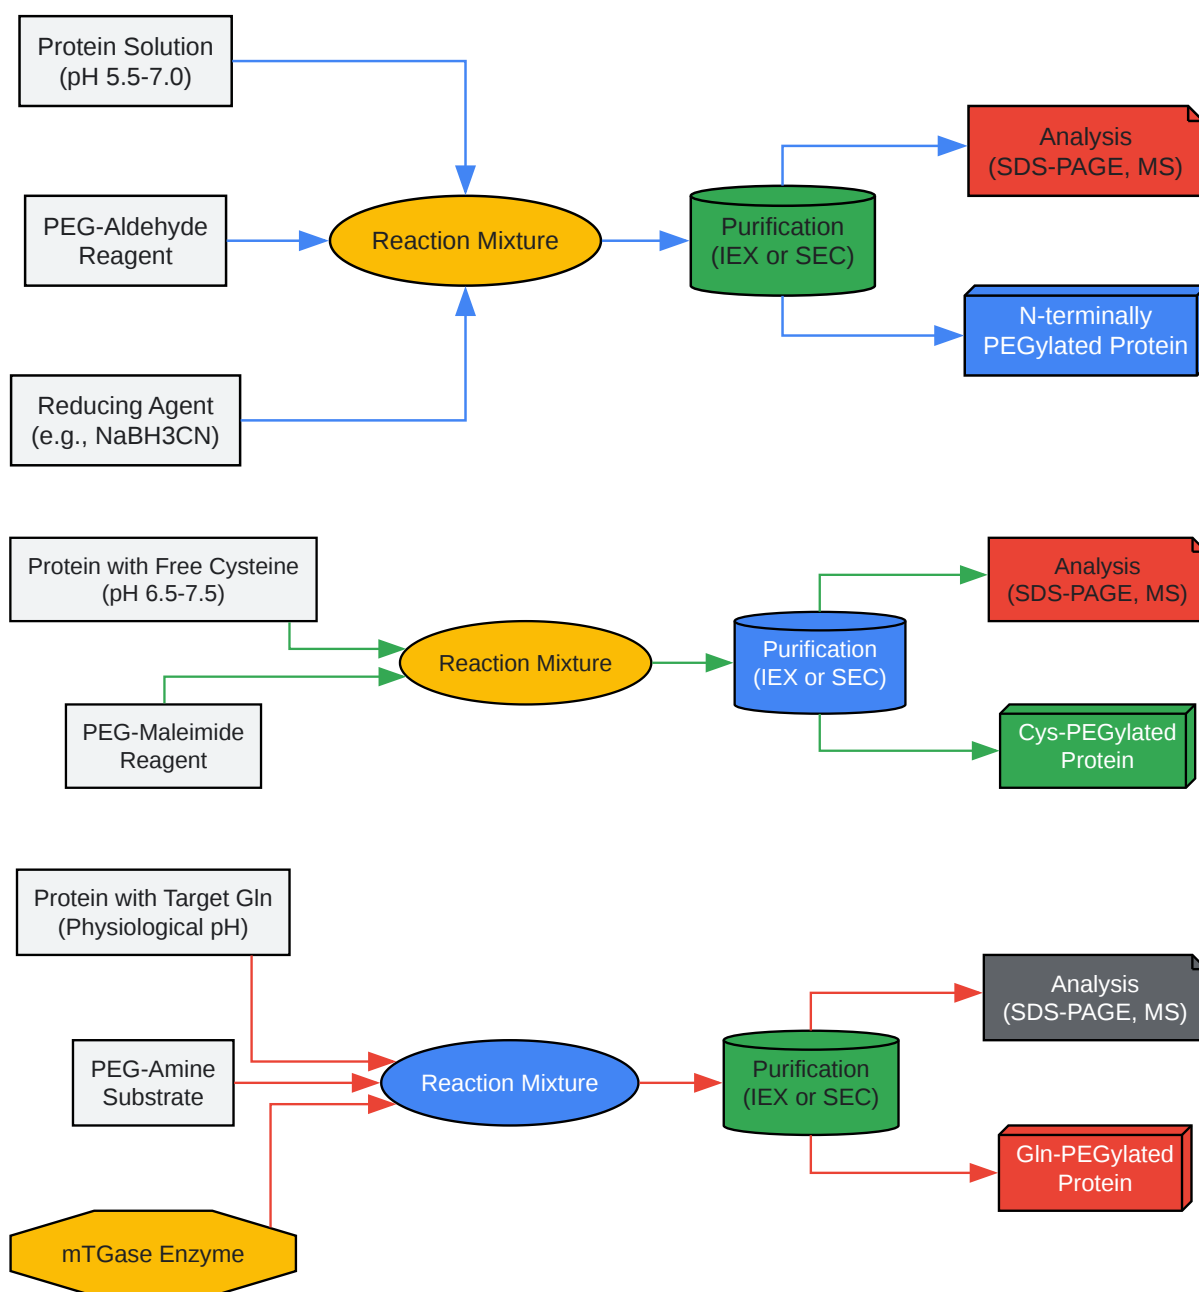 Protein Solution
(pH 5.5-7.0)
PEG-Aldehyde
Reagent
Reducing Agent
(e.g., NaBH3CN)
Reaction Mixture
Purification
(IEX or SEC)
Analysis
(SDS-PAGE, MS)
N-terminally
PEGylated Protein
Protein with Free Cysteine
(pH 6.5-7.5)
PEG-Maleimide
Reagent
Reaction Mixture
Purification
(IEX or SEC)
Analysis
(SDS-PAGE, MS)
Cys-PEGylated
Protein
Protein with Target Gln
(Physiological pH)
PEG-Amine
Substrate
mTGase Enzyme
Reaction Mixture
Purification
(IEX or SEC)
Analysis
(SDS-PAGE, MS)
Gln-PEGylated
Protein